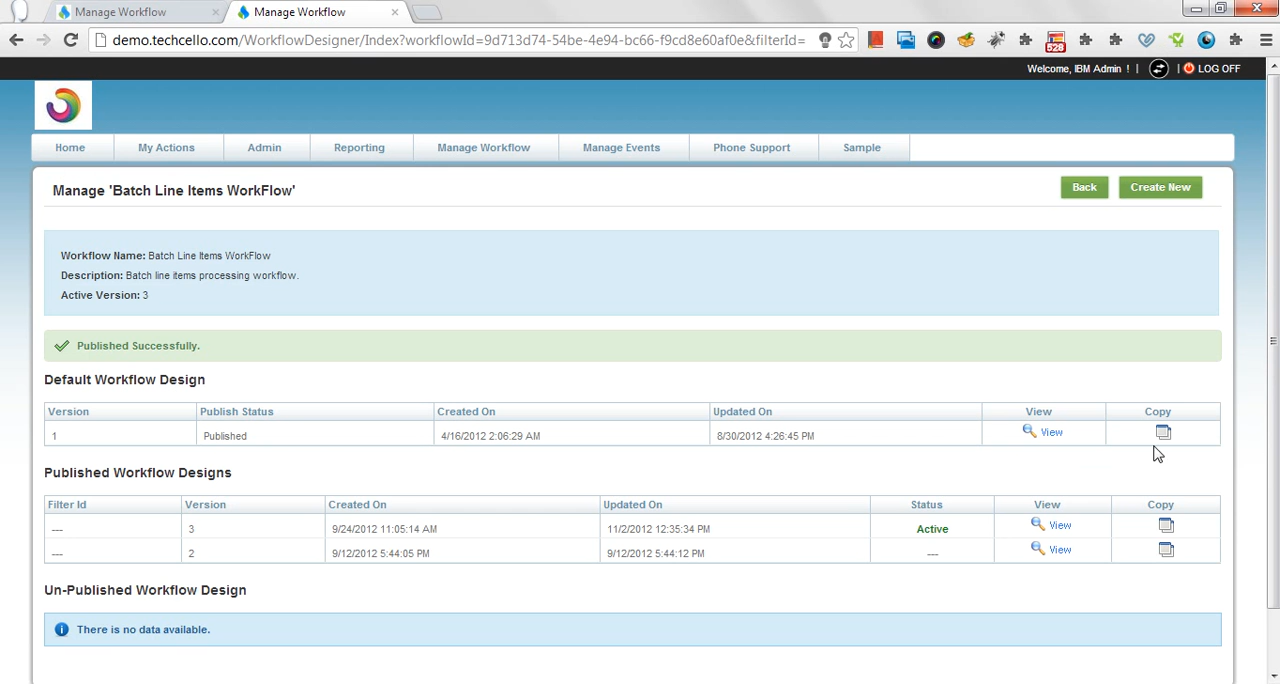 Manage Workflow
Manage Workflow
demo.techcello.com/WorkflowDesigner/Index?workflowId=9d713d74-54be-4e94-bc66-f9cd8e60af0e&filterId=
528
Welcome, IBM Admin ! | | LOG OFF
Home My Actions Admin Reporting Manage Workflow Manage Events Phone Support Sample
Manage 'Batch Line Items WorkFlow'
Back Create New
Workflow Name: Batch Line Items WorkFlow
Description: Batch line items processing workflow.
Active Version: 3
Published Successfully.
Default Workflow Design
Version Publish Status Created On Updated On View Copy
1 Published 4/16/2012 2:06:29 AM 8/30/2012 4:26:45 PM View
Published Workflow Designs
Filter Id Version Created On Updated On Status View Copy
--- 3 9/24/2012 11:05:14 AM 11/2/2012 12:35:34 PM Active View
--- 2 9/12/2012 5:44:05 PM 9/12/2012 5:44:12 PM --- View
Un-Published Workflow Design
There is no data available.